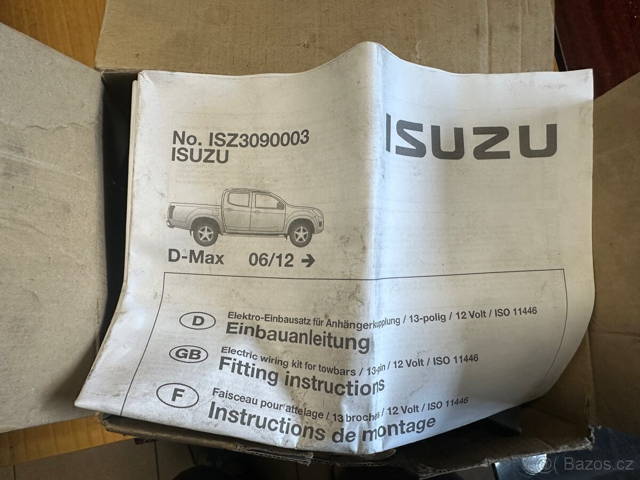 No. ISZ3090003
ISUZU
ISUZU
D-Max 06/12 →
D
Elektro-Einbausatz für Anhängerkupplung / 13-polig / 12 Volt / ISO 11446
Einbauanleitung
GB
Electric wiring kit for towbars / 13-pin / 12 Volt / ISO 11446
Fitting instructions
F
Faisceau pour attelage / 13 broches / 12 Volt / ISO 11446
Instructions de montage
Bazos.cz